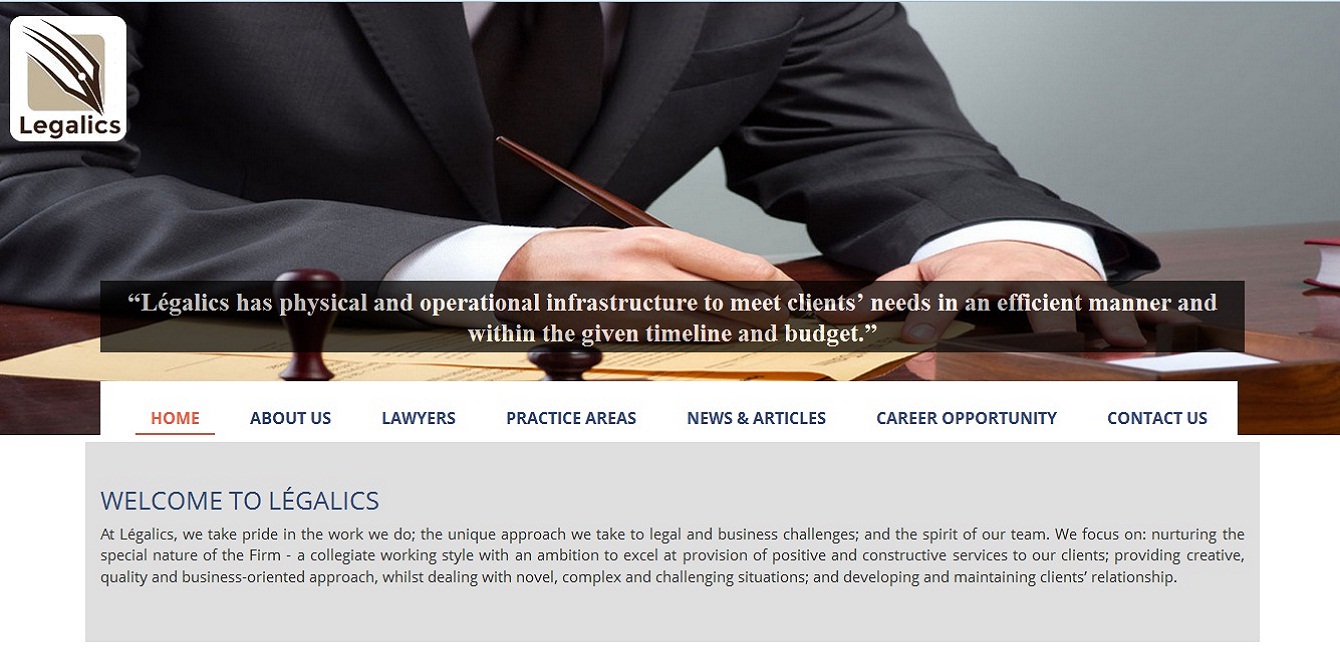 Legalics
“Légalics has physical and operational infrastructure to meet clients’ needs in an efficient manner and
within the given timeline and budget.”
HOME ABOUT US LAWYERS PRACTICE AREAS NEWS & ARTICLES CAREER OPPORTUNITY CONTACT US
WELCOME TO LÉGALICS
At Légalics, we take pride in the work we do; the unique approach we take to legal and business challenges; and the spirit of our team. We focus on: nurturing the
special nature of the Firm - a collegiate working style with an ambition to excel at provision of positive and constructive services to our clients; providing creative,
quality and business-oriented approach, whilst dealing with novel, complex and challenging situations; and developing and maintaining clients’ relationship.